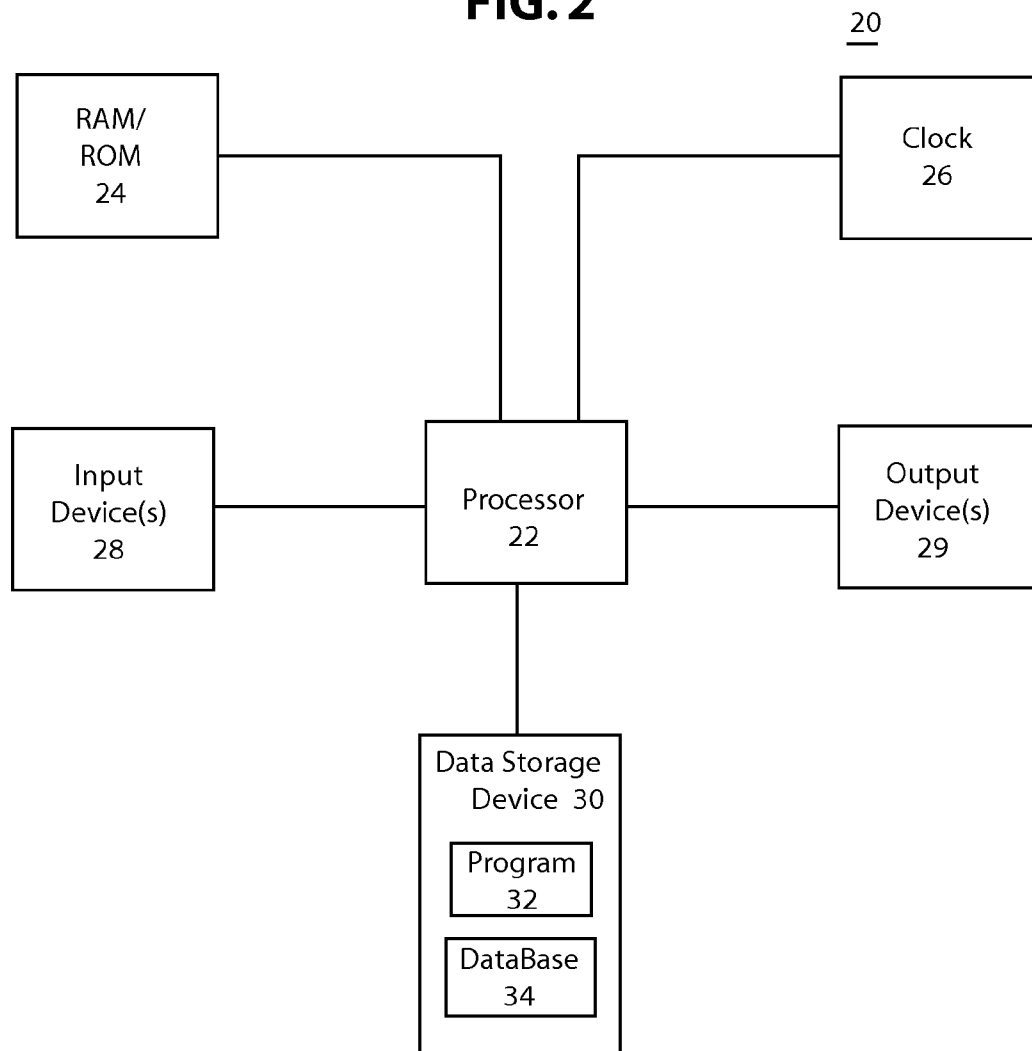 FIG. 2
20
RAM/
ROM
24
Clock
26
Input
Device(s)
28
Processor
22
Output
Device(s)
29
Data Storage
Device 30
Program
32
DataBase
34